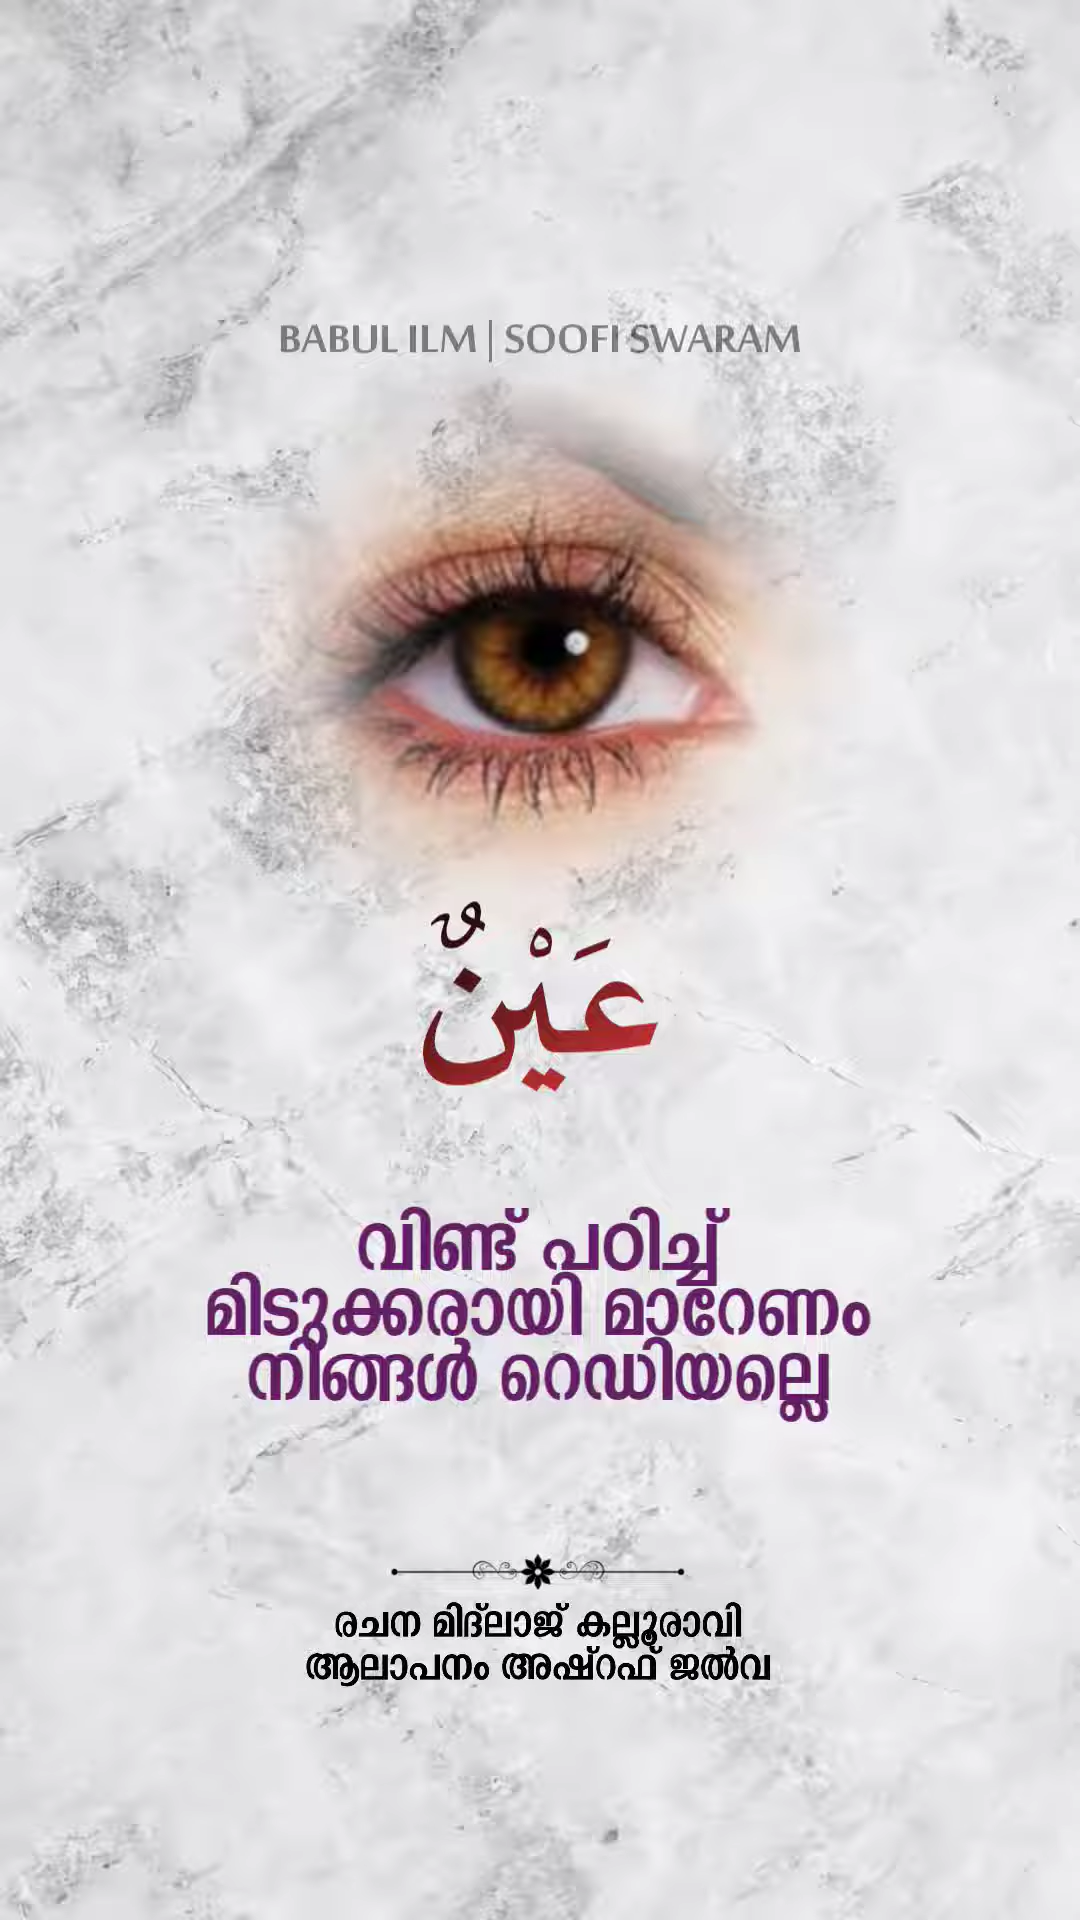 BABUL ILM | SOOFI SWARAM
عَيْنٌ
വിണ്ട് പഠിച്ച്
മിടുക്കരായി മാറേണം
നിങ്ങൾ റെഡിയല്ലെ
രചന മിദ്‌ലാജ് കല്ലൂരാവി
ആലാപനം അഷ്റഫ് ജൽവ